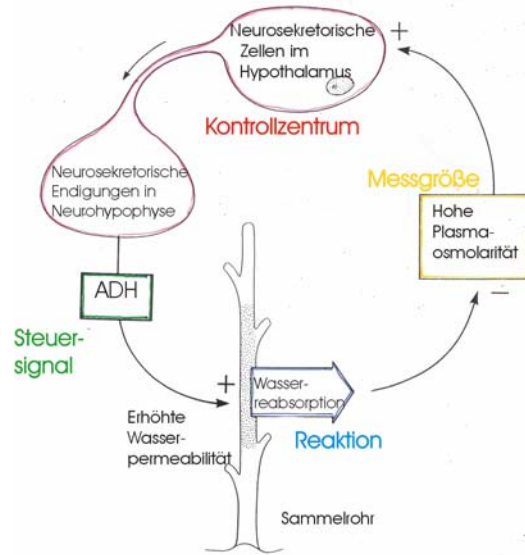 Neurosekretorische
Zellen im
Hypothalamus
+
Kontrollzentrum
Neurosekretorische
Endigungen in
Neurohypophyse
Messgröße
Hohe
Plasma-
osmolarität
ADH
–
Steuer-
signal
+
Wasser-
reabsorption
Erhöhte
Wasser-
permeabilität
Reaktion
Sammelrohr